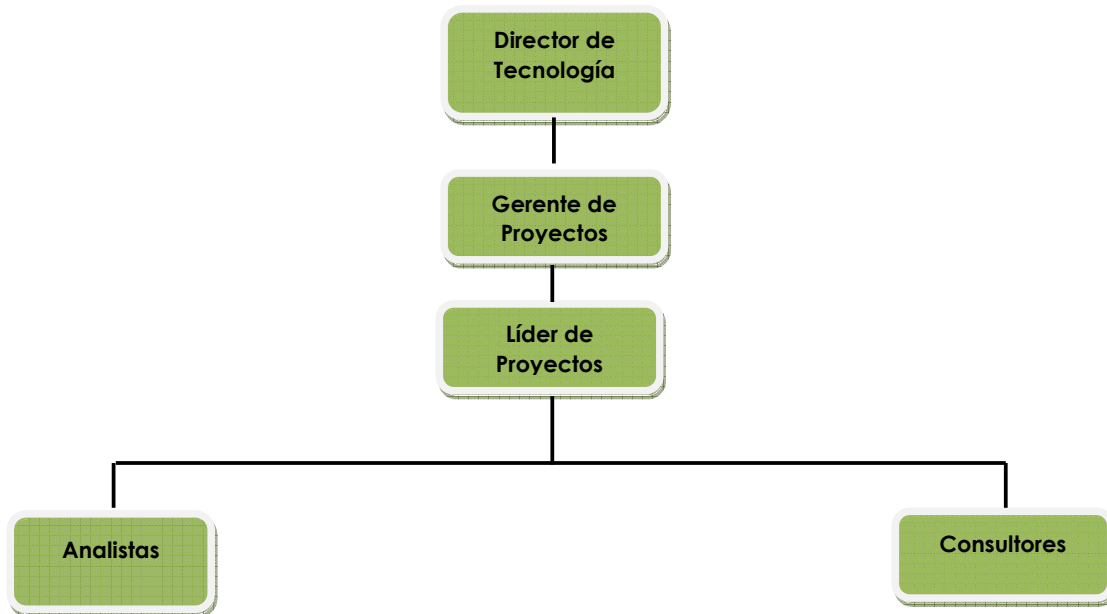 Director de
Tecnología
Gerente de
Proyectos
Líder de
Proyectos
Analistas
Consultores